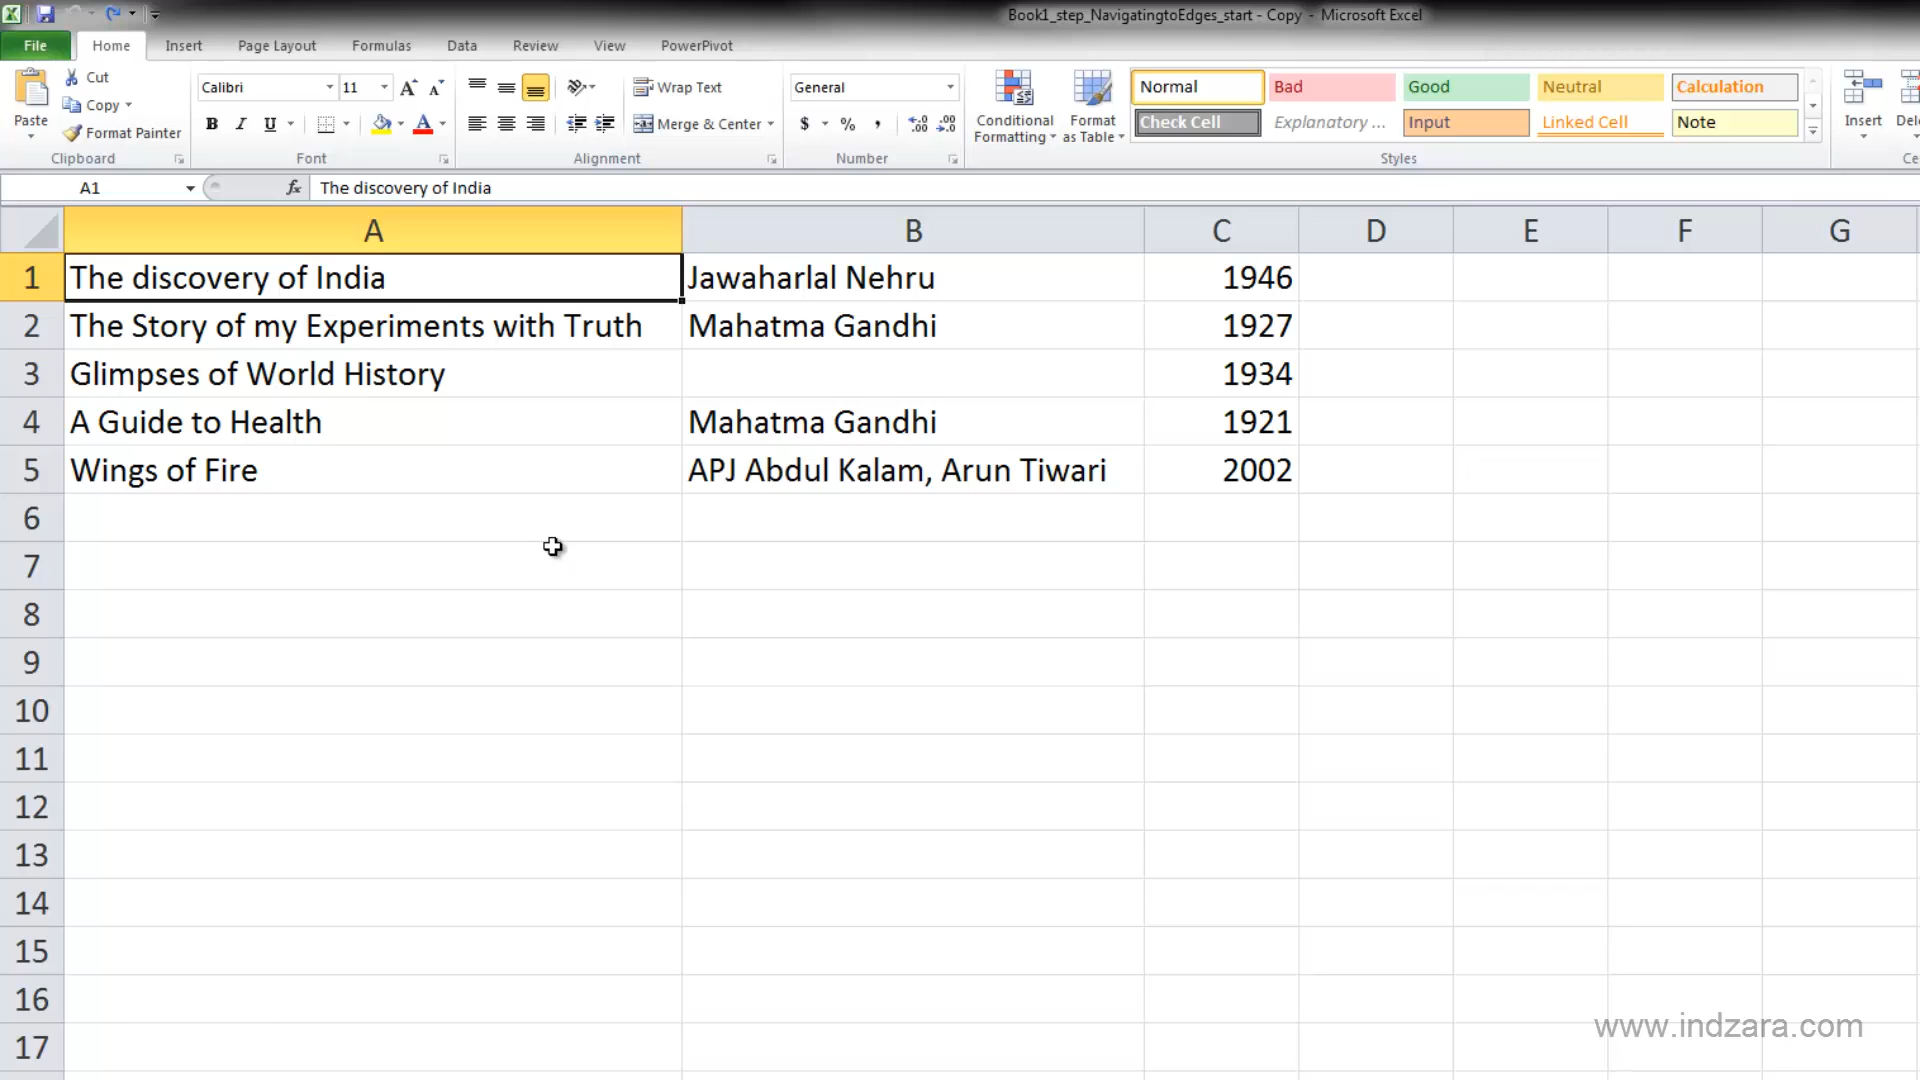 Book1_step_NavigatingtoEdges_start - Copy - Microsoft Excel
File Home Insert Page Layout Formulas Data Review View PowerPivot
Paste
Cut
Copy
Format Painter
Clipboard
Calibri 11
B I U
Font
Wrap Text
Merge & Center
Alignment
General
$ % ,
Number
Conditional Formatting
Format as Table
Normal Bad Good Neutral Calculation
Check Cell Explanatory ... Input Linked Cell Note
Styles
Insert
A1 fx The discovery of India
A B C D E F G
1 The discovery of India Jawaharlal Nehru 1946
2 The Story of my Experiments with Truth Mahatma Gandhi 1927
3 Glimpses of World History 1934
4 A Guide to Health Mahatma Gandhi 1921
5 Wings of Fire APJ Abdul Kalam, Arun Tiwari 2002
6
7
8
9
10
11
12
13
14
15
16
17
www.indzara.com